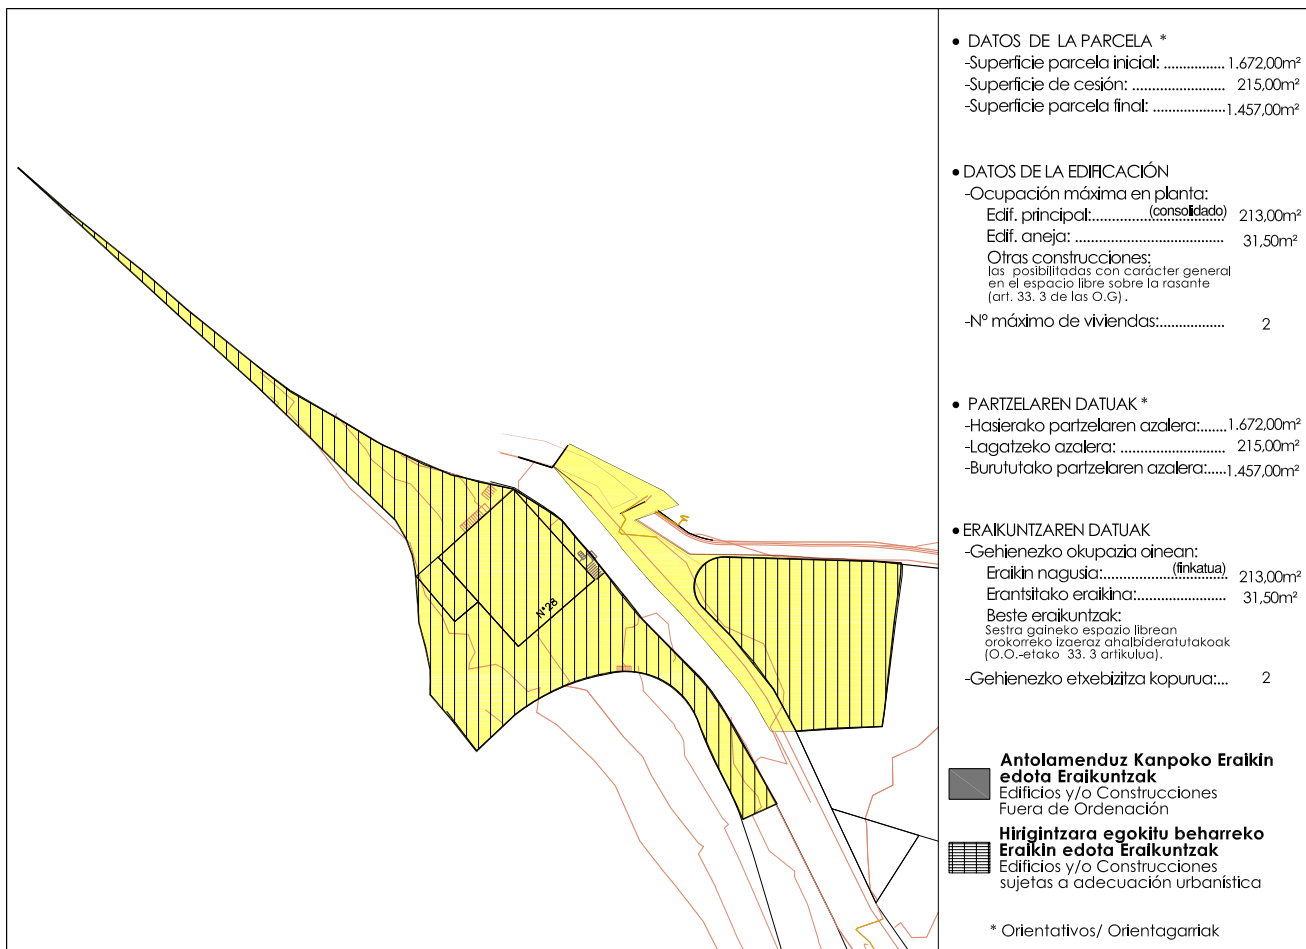 • DATOS DE LA PARCELA *
-Superficie parcela inicial: ............... 1.672,00m²
-Superficie de cesión: ....................... 215,00m²
-Superficie parcela final: ..................1.457,00m²
• DATOS DE LA EDIFICACIÓN
-Ocupación máxima en planta:
Edif. principal:................(consolidado) 213,00m²
Edif. aneja: ..................................... 31,50m²
Otras construcciones:
las posibilitadas con carácter general
en el espacio libre sobre la rasante
(art. 33. 3 de las O.G) .
-Nº máximo de viviendas:................ 2
• PARTZELAREN DATUAK *
-Hasierako partzelaren azalera:......1.672,00m²
-Lagatzeko azalera: .......................... 215,00m²
-Burututako partzelaren azalera:....1.457,00m²
• ERAIKUNTZAREN DATUAK
-Gehienezko okupazia oinean:
Eraikin nagusia:................(finkatua) 213,00m²
Erantsitako eraikina:...................... 31,50m²
Beste eraikuntzak:
Sestra gaineko espazio librean
orokorreko izaeraz ahalbideratutakoak
(O.O.-etako 33. 3 artikulua).
-Gehienezko etxebizitza kopurua:... 2
Nº28
Antolamenduz Kanpoko Eraikin
edota Eraikuntzak
Edificios y/o Construcciones
Fuera de Ordenación
Hirigintzara egokitu beharreko
Eraikin edota Eraikuntzak
Edificios y/o Construcciones
sujetas a adecuación urbanística
* Orientativos/ Orientagarriak